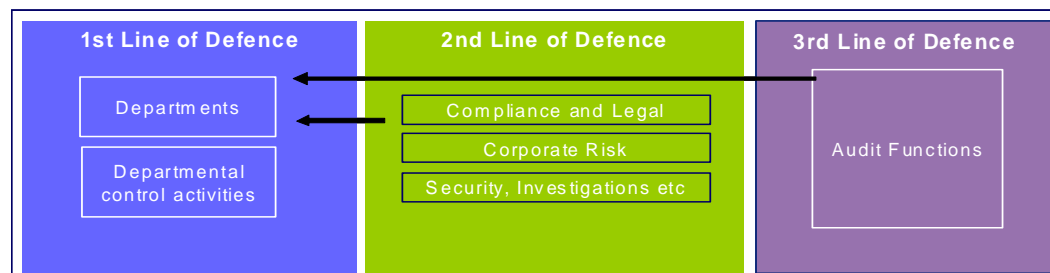 1st Line of Defence
Departments
Departmental
control activities
2nd Line of Defence
Compliance and Legal
Corporate Risk
Security, Investigations etc
3rd Line of Defence
Audit Functions